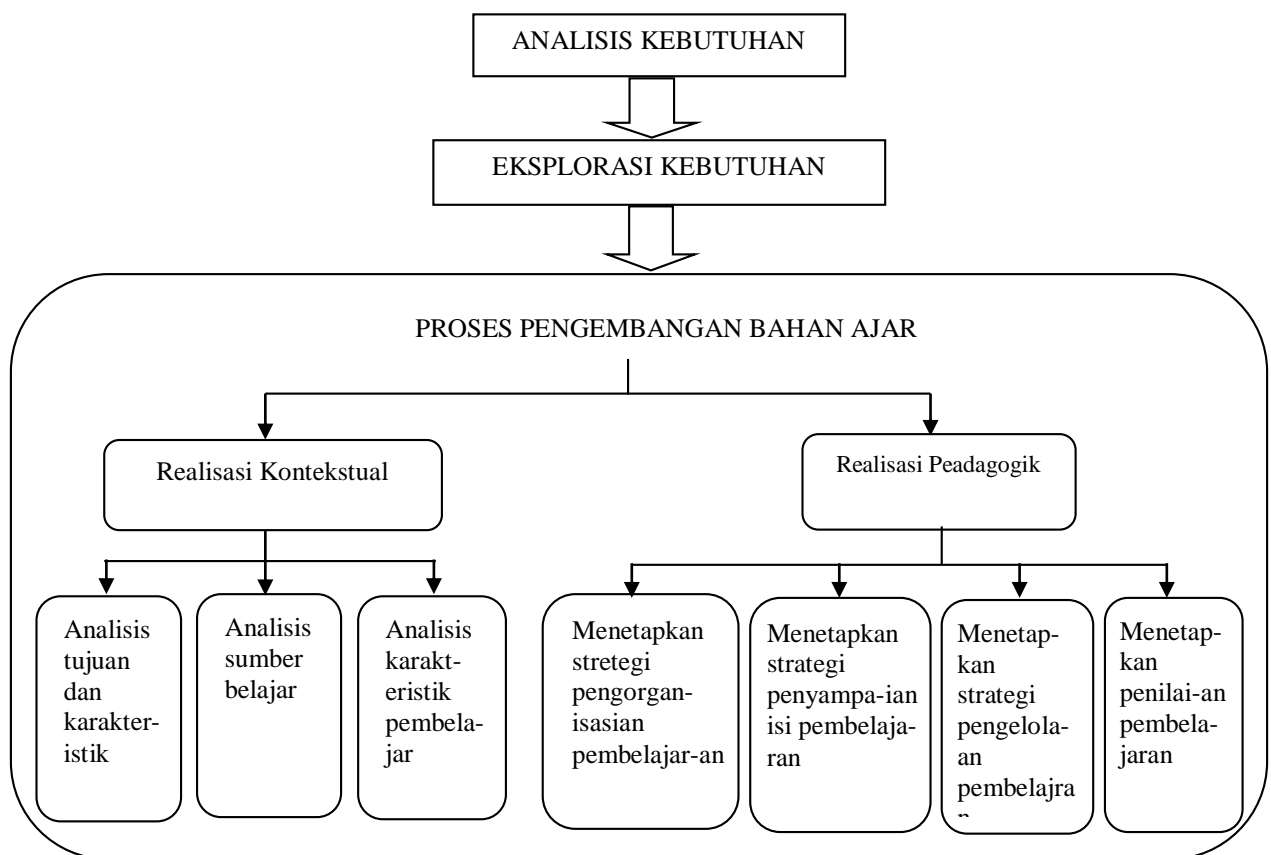 ANALISIS KEBUTUHAN
EKSPLORASI KEBUTUHAN
PROSES PENGEMBANGAN BAHAN AJAR
Realisasi Kontekstual
Realisasi Peadagogik
Analisis
tujuan
dan
karakter-
istik
Analisis
sumber
belajar
Analisis
karakt-
eristik
pembela-
jar
Menetapkan
stretegi
pengorgan-
isasian
pembelajar-an
Menetapkan
strategi
penyampa-ian
isi pembelaja-
ran
Menetap-
kan
strategi
pengelola-
an
pembelajra
n
Menetap-
kan
penilai-an
pembela-
jaran